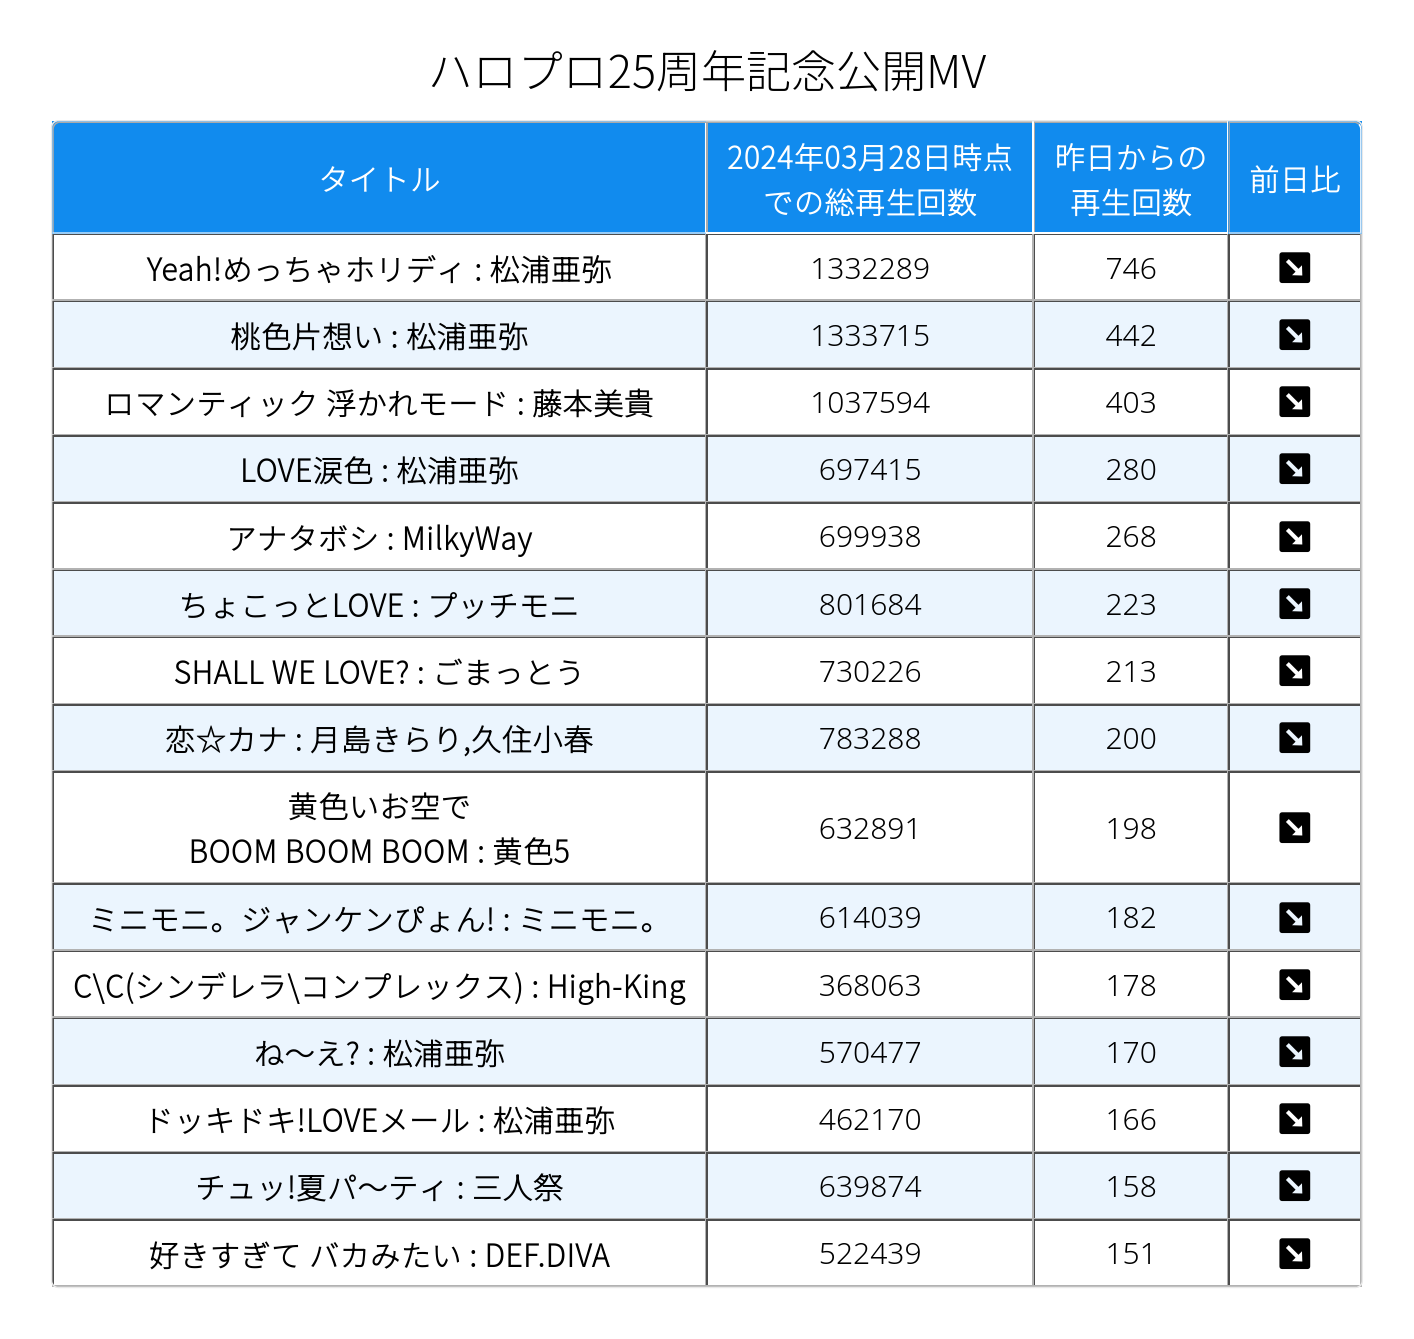 ハロプロ25周年記念公開MV
タイトル
2024年03月28日時点
での総再生回数
昨日からの
再生回数
前日比
Yeah!めっちゃホリディ : 松浦亜弥 1332289 746
桃色片想い : 松浦亜弥 1333715 442
ロマンティック 浮かれモード : 藤本美貴 1037594 403
LOVE涙色 : 松浦亜弥 697415 280
アナタボシ : MilkyWay 699938 268
ちょこっとLOVE : プッチモニ 801684 223
SHALL WE LOVE? : ごまっとう 730226 213
恋☆カナ : 月島きらり,久住小春 783288 200
黄色いお空で
BOOM BOOM BOOM : 黄色5 632891 198
ミニモニ。ジャンケンぴょん! : ミニモニ。 614039 182
C\C(シンデレラ\コンプレックス) : High-King 368063 178
ね〜え? : 松浦亜弥 570477 170
ドッキドキ!LOVEメール : 松浦亜弥 462170 166
チュッ!夏パ〜ティ : 三人祭 639874 158
好きすぎて バカみたい : DEF.DIVA 522439 151